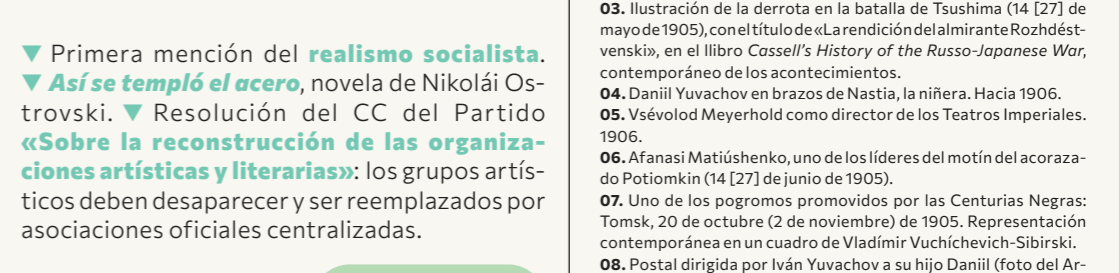 ▼ Primera mención del realismo socialista.
▼ Así se templó el acero, novela de Nikolái Os-
trovski. ▼ Resolución del CC del Partido
«Sobre la reconstrucción de las organiza-
ciones artísticas y literarias»: los grupos artís-
ticos deben desaparecer y ser reemplazados por
asociaciones oficiales centralizadas.
03. Ilustración de la derrota en la batalla de Tsushima (14 [27] de
mayo de 1905), con el título de «La rendición del almirante Rozhdést-
venski», en el llibro Cassell's History of the Russo-Japanese War,
contemporáneo de los acontecimientos.
04. Daniil Yuvachov en brazos de Nastia, la niñera. Hacia 1906.
05. Vsévolod Meyerhold como director de los Teatros Imperiales.
1906.
06. Afanasi Matiúshenko, uno de los líderes del motín del acoraza-
do Potiomkin (14 [27] de junio de 1905).
07. Uno de los pogromos promovidos por las Centurias Negras:
Tomsk, 20 de octubre (2 de noviembre) de 1905. Representación
contemporánea en un cuadro de Vladímir Vuchíchevich-Sibirski.
08. Postal dirigida por Iván Yuvachov a su hijo Daniil (foto del Ar-